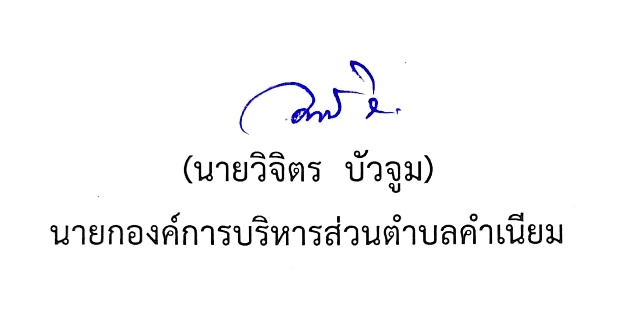 (นายวิจิตร บัวจูม)
นายกองค์การบริหารส่วนตำบลคำเนียม